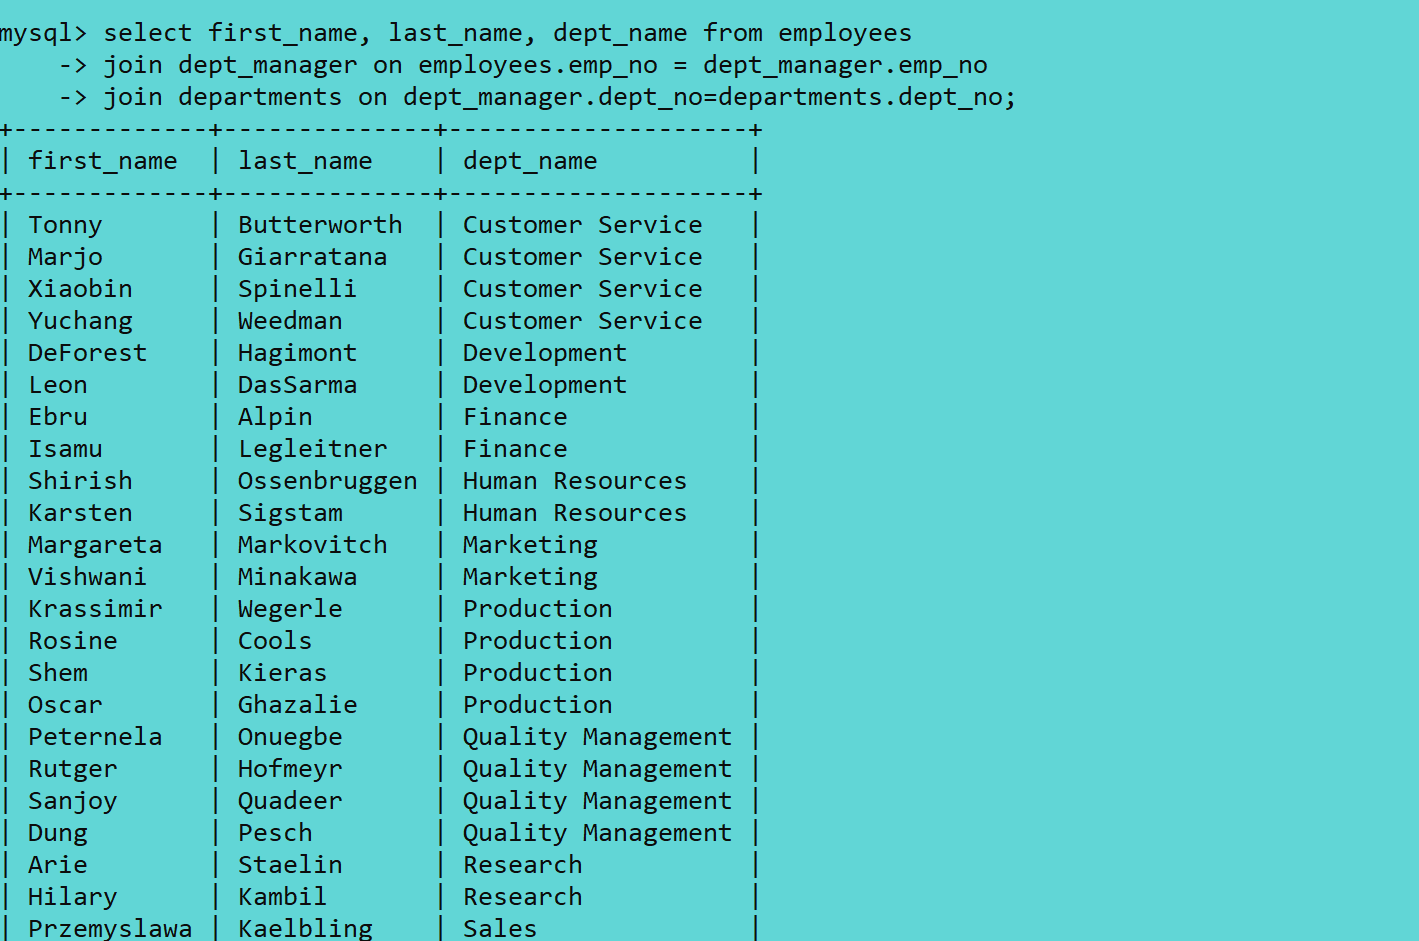 mysql> select first_name, last_name, dept_name from employees
    -> join dept_manager on employees.emp_no = dept_manager.emp_no
    -> join departments on dept_manager.dept_no=departments.dept_no;
+-------------+--------------+--------------------+
| first_name  | last_name    | dept_name          |
+-------------+--------------+--------------------+
| Tonny       | Butterworth  | Customer Service   |
| Marjo       | Giarratana   | Customer Service   |
| Xiaobin     | Spinelli     | Customer Service   |
| Yuchang     | Weedman      | Customer Service   |
| DeForest    | Hagimont     | Development        |
| Leon        | DasSarma     | Development        |
| Ebru        | Alpin        | Finance            |
| Isamu       | Legleitner   | Finance            |
| Shirish     | Ossenbruggen | Human Resources    |
| Karsten     | Sigstam      | Human Resources    |
| Margareta   | Markovitch   | Marketing          |
| Vishwani    | Minakawa     | Marketing          |
| Krassimir   | Wegerle      | Production         |
| Rosine      | Cools        | Production         |
| Shem        | Kieras       | Production         |
| Oscar       | Ghazalie     | Production         |
| Peternela   | Onuegbe      | Quality Management |
| Rutger      | Hofmeyr      | Quality Management |
| Sanjoy      | Quadeer      | Quality Management |
| Dung        | Pesch        | Quality Management |
| Arie        | Staelin      | Research           |
| Hilary      | Kambil       | Research           |
| Przemyslawa | Kaelbling    | Sales              |